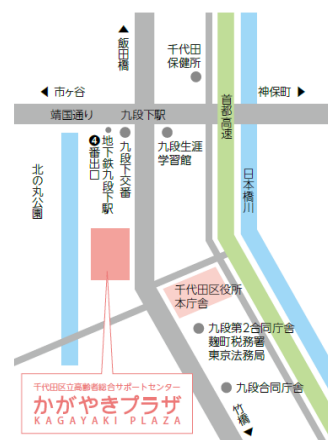 ▲飯田橋
千代田
保健所
◀ 市ヶ谷
神保町 ▶
首都高速
靖国通り
九段下駅
❹番出口
地下鉄九段下駅
九段下交番
九段生涯
学習館
北の丸公園
日本橋川
千代田区役所
本庁舎
九段第2合同庁舎
麹町税務署
東京法務局
九段合同庁舎
竹橋▼
千代田区立高齢者総合サポートセンター
かがやきプラザ
KAGAYAKI PLAZA